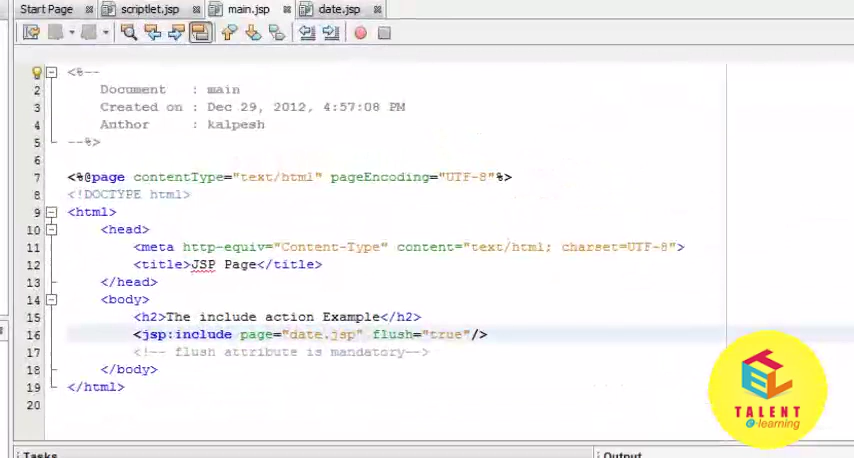 Start Page scriptlet.jsp main.jsp date.jsp
<%--
2 Document : main
3 Created on : Dec 29, 2012, 4:57:08 PM
4 Author : kalpesh
5 --%>
6
7 <%@page contentType="text/html" pageEncoding="UTF-8"%>
8 <!DOCTYPE html>
9 <html>
10 <head>
11 <meta http-equiv="Content-Type" content="text/html; charset=UTF-8">
12 <title>JSP Page</title>
13 </head>
14 <body>
15 <h2>The include action Example</h2>
16 <jsp:include page="date.jsp" flush="true"/>
17 <!-- flush attribute is mandatory-->
18 </body>
19 </html>
20
TEL
TALENT
e-learning
Tasks Output